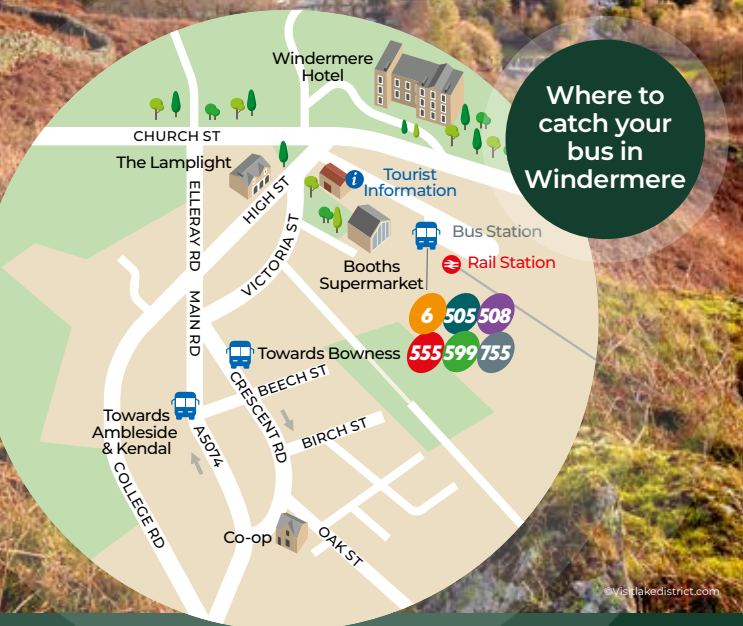 Where to
catch your
bus in
Windermere
Windermere
Hotel
CHURCH ST
The Lamplight
ELLERAY RD
HIGH ST
i
Tourist
Information
VICTORIA ST
Bus Station
Rail Station
Booths
Supermarket
6 505 508
555 599 755
MAIN RD
Towards Bowness
BEECH ST
CRESCENT RD
Towards
Ambleside
& Kendal
A5074
BIRCH ST
COLLEGE RD
Co-op
OAK ST
©Visitlakedistrict.com